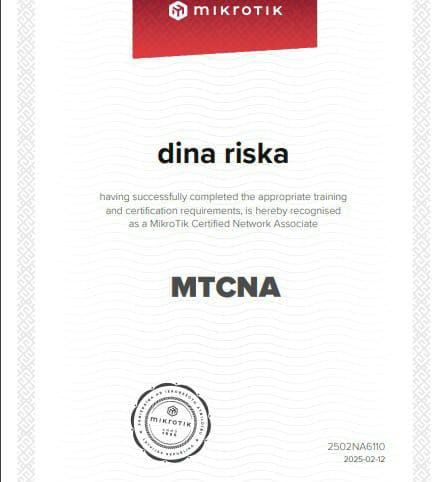 mikrotik
dina riska
having successfully completed the appropriate training
and certification requirements, is hereby recognised
as a MikroTik Certified Network Associate
MTCNA
mikrotik
2502NA6110
2025-02-12